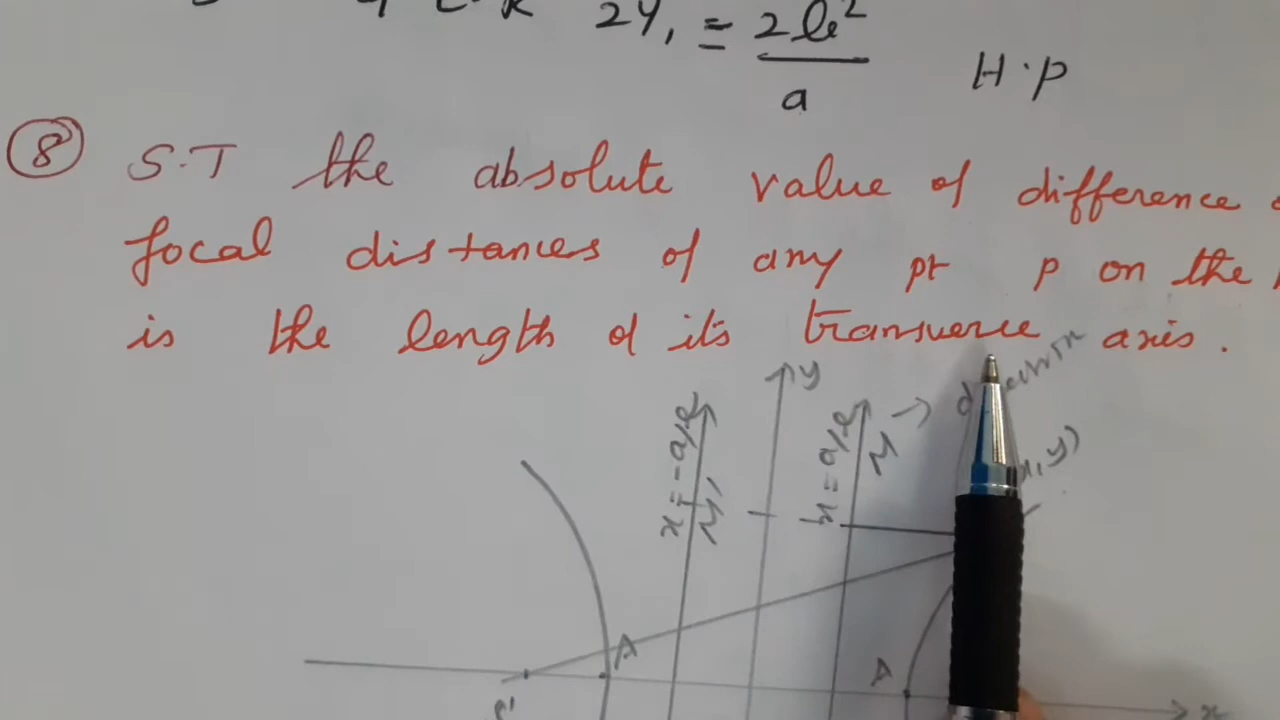 2y₁ = 2b²
a
H.P
⑧ S.T the absolute value of difference
focal distances of any pt P on the
is the length of its transverse axis.
y
x = -a/e
M'
x = a/e
M
x, y)
A
A
S'
x